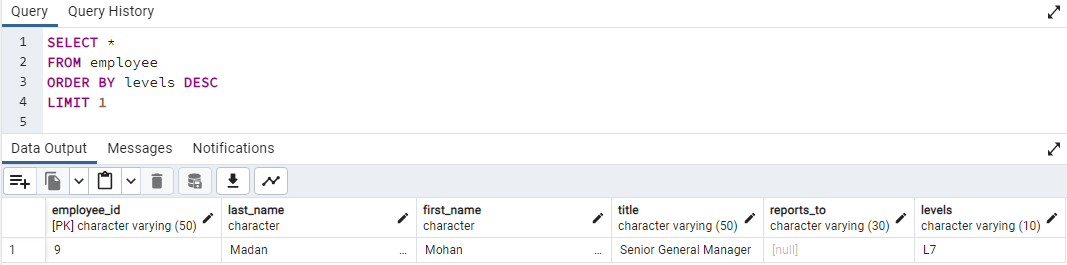 Query Query History
1 SELECT *
2 FROM employee
3 ORDER BY levels DESC
4 LIMIT 1
5
Data Output Messages Notifications
employee_id last_name first_name title reports_to levels
[PK] character varying (50) character character character varying (50) character varying (30) character varying (10)
1 9 Madan ... Mohan ... Senior General Manager [null] L7